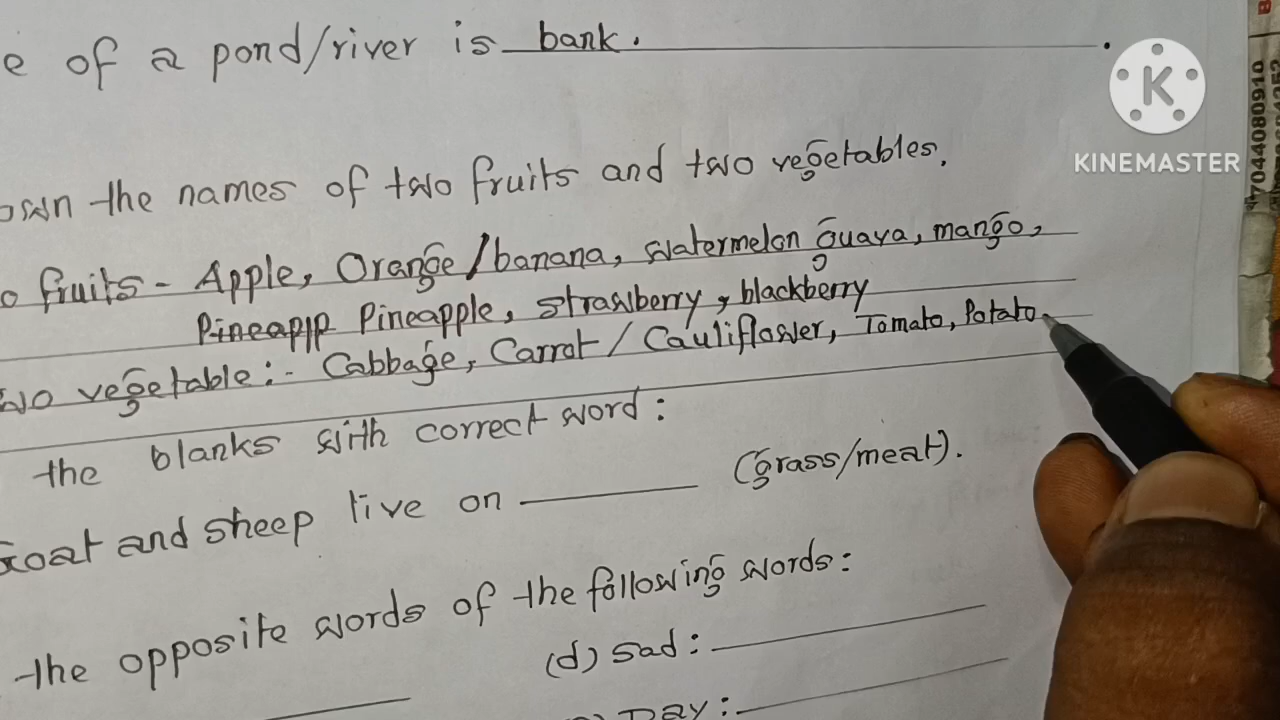 e of a pond/river is bank.
KINEMASTER
own the names of two fruits and two vegetables.
o fruits - Apple, Orange/banana, watermelon Guava, mango,
Pineapp Pineapple, strawberry, blackberry
wo vegetable:- Cabbage, Carrot / Cauliflower, Tomato, Potato
the blanks with correct word:
Goat and sheep live on ________ (grass/meat).
the opposite words of the following words:
(d) sad:
Day: